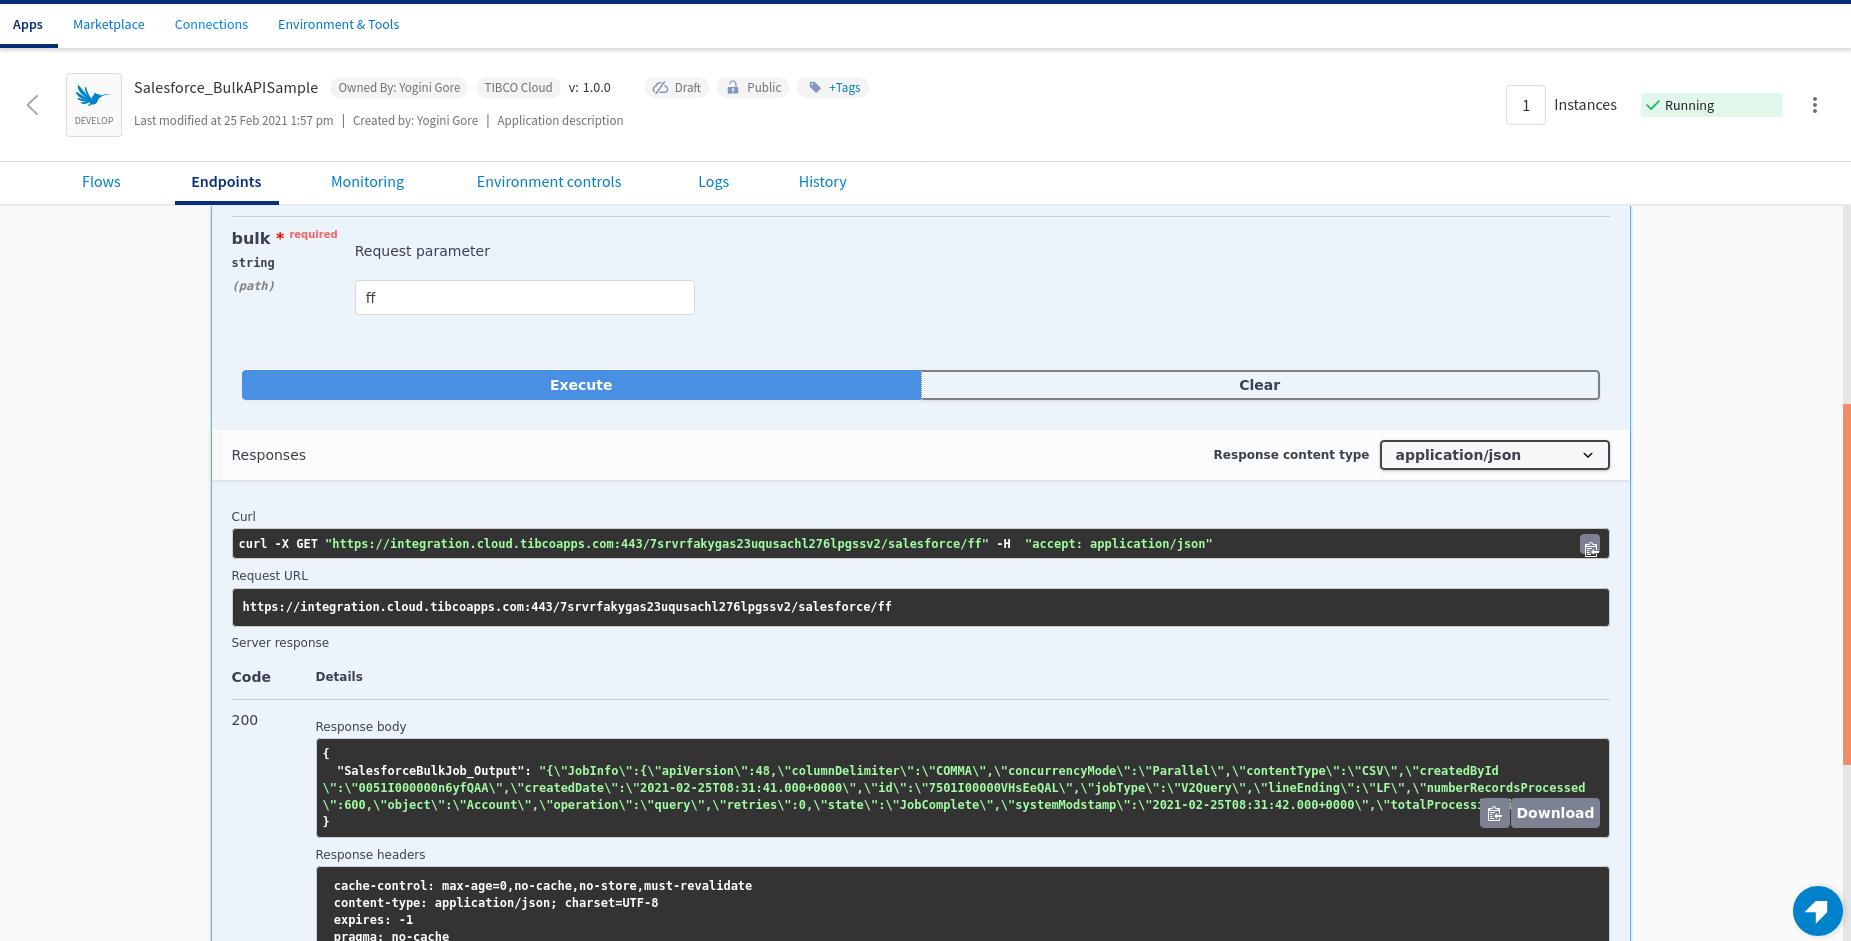 Apps Marketplace Connections Environment & Tools
Salesforce_BulkAPISample Owned By: Yogini Gore TIBCO Cloud v: 1.0.0 Draft Public +Tags
DEVELOP
Last modified at 25 Feb 2021 1:57 pm | Created by: Yogini Gore | Application description
1 Instances Running
Flows Endpoints Monitoring Environment controls Logs History
bulk * required
string
(path)
Request parameter
ff
Execute Clear
Responses Response content type application/json
Curl
curl -X GET "https://integration.cloud.tibcoapps.com:443/7srvrfakygas23uqusachl276lpgssv2/salesforce/ff" -H  "accept: application/json"
Request URL
https://integration.cloud.tibcoapps.com:443/7srvrfakygas23uqusachl276lpgssv2/salesforce/ff
Server response
Code Details
200
Response body
{
"SalesforceBulkJob_Output": "{\"JobInfo\":{\"apiVersion\":48,\"columnDelimiter\":\"COMMA\",\"concurrencyMode\":\"Parallel\",\"contentType\":\"CSV\",\"createdById
\":\"0051I000000n6yfQAA\",\"createdDate\":\"2021-02-25T08:31:41.000+0000\",\"id\":\"7501I00000VHsEeQAL\",\"jobType\":\"V2Query\",\"lineEnding\":\"LF\",\"numberRecordsProcessed
\":600,\"object\":\"Account\",\"operation\":\"query\",\"retries\":0,\"state\":\"JobComplete\",\"systemModstamp\":\"2021-02-25T08:31:42.000+0000\",\"totalProcessi
}
Download
Response headers
cache-control: max-age=0,no-cache,no-store,must-revalidate
content-type: application/json; charset=UTF-8
expires: -1
pragma: no-cache